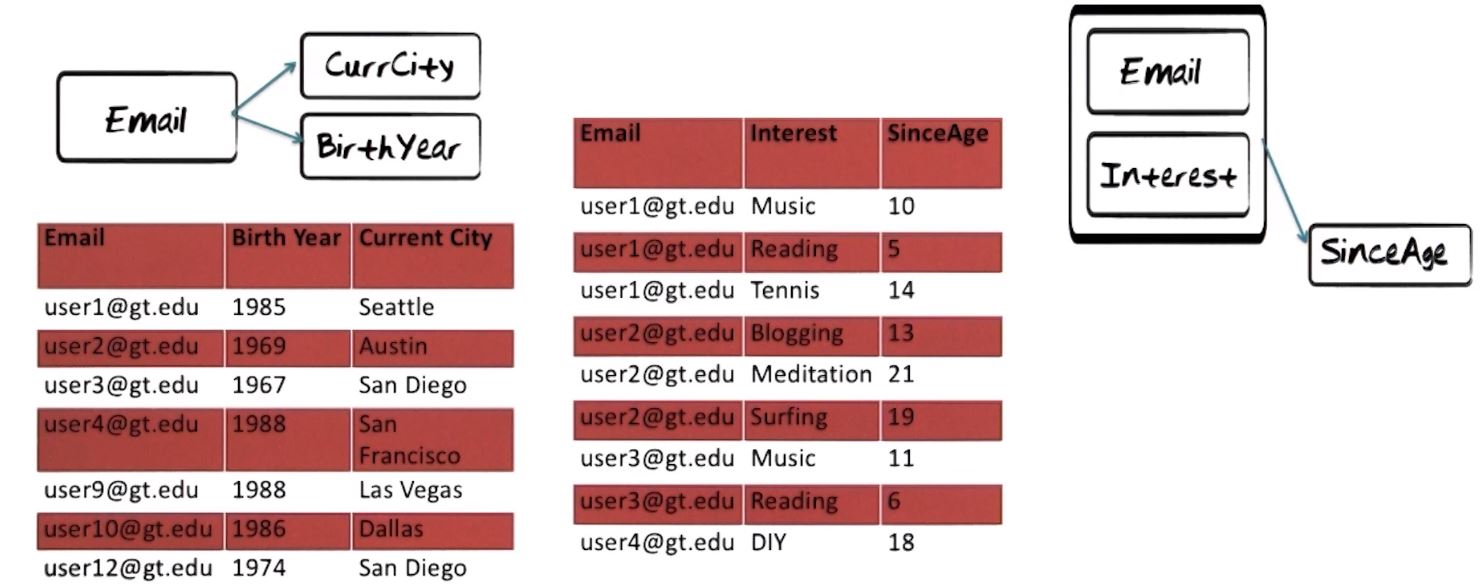 CurrCity
Email
BirthYear
Email Birth Year Current City
user1@gt.edu 1985 Seattle
user2@gt.edu 1969 Austin
user3@gt.edu 1967 San Diego
user4@gt.edu 1988 San
Francisco
user9@gt.edu 1988 Las Vegas
user10@gt.edu 1986 Dallas
user12@gt.edu 1974 San Diego
Email Interest SinceAge
user1@gt.edu Music 10
user1@gt.edu Reading 5
user1@gt.edu Tennis 14
user2@gt.edu Blogging 13
user2@gt.edu Meditation 21
user2@gt.edu Surfing 19
user3@gt.edu Music 11
user3@gt.edu Reading 6
user4@gt.edu DIY 18
Email
Interest
SinceAge